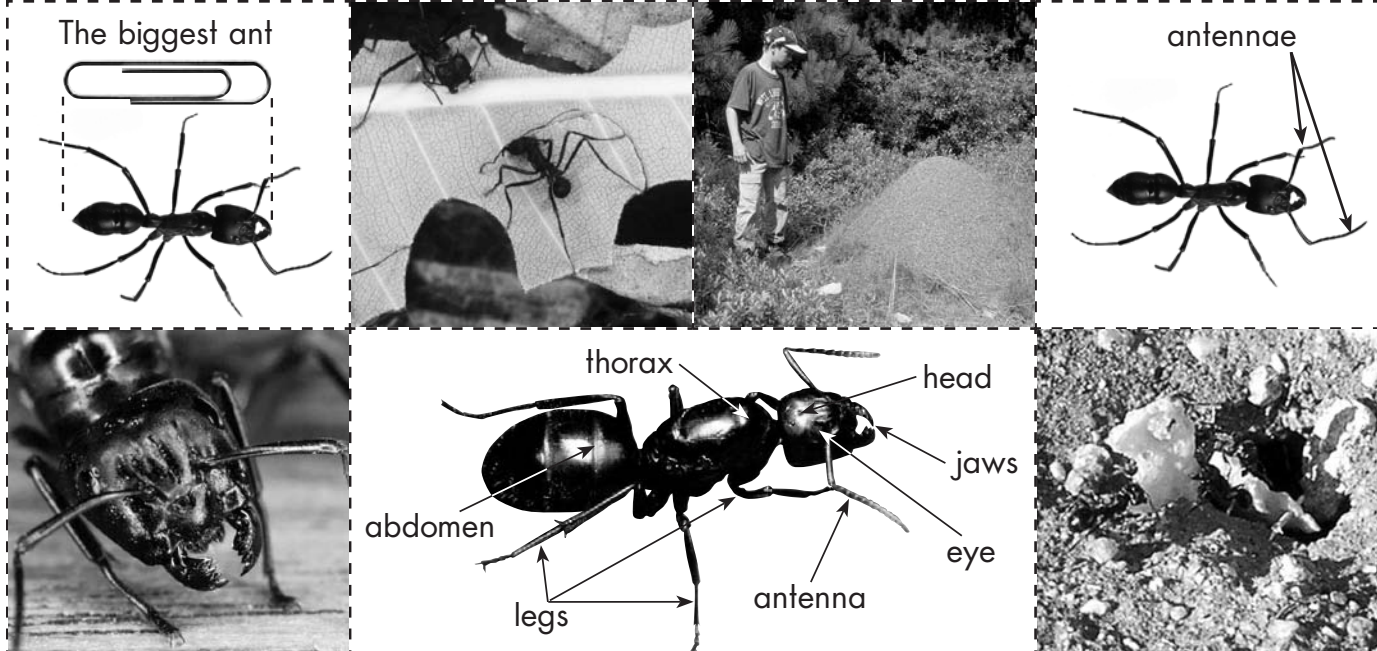 The biggest ant
antennae
thorax
head
jaws
abdomen
eye
antenna
legs